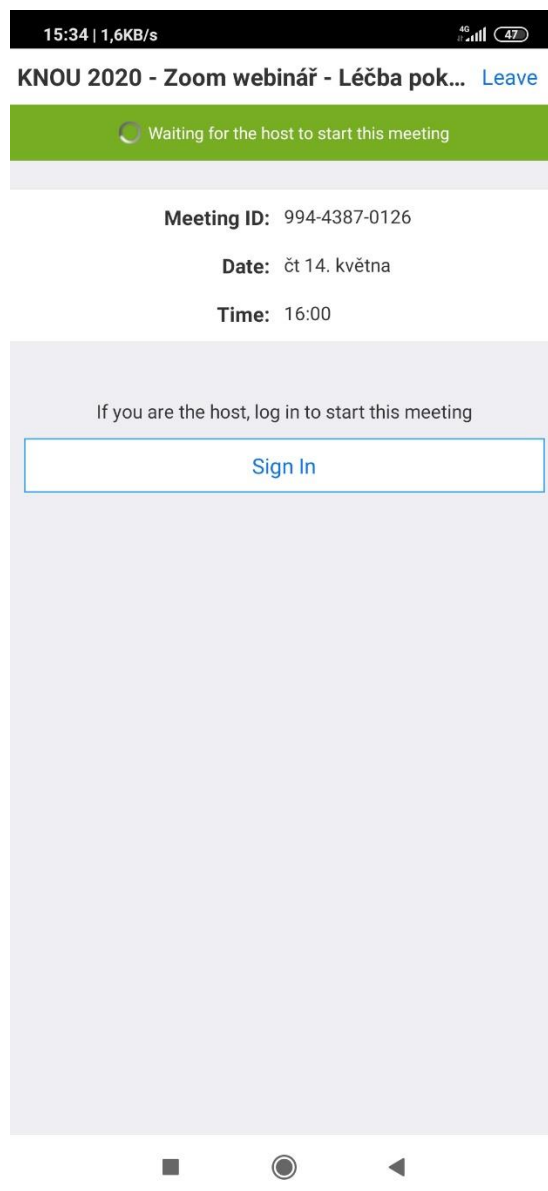 15:34 | 1,6KB/s 4G 47
KNOU 2020 - Zoom webinář - Léčba pok... Leave
Waiting for the host to start this meeting
Meeting ID: 994-4387-0126
Date: čt 14. května
Time: 16:00
If you are the host, log in to start this meeting
Sign In